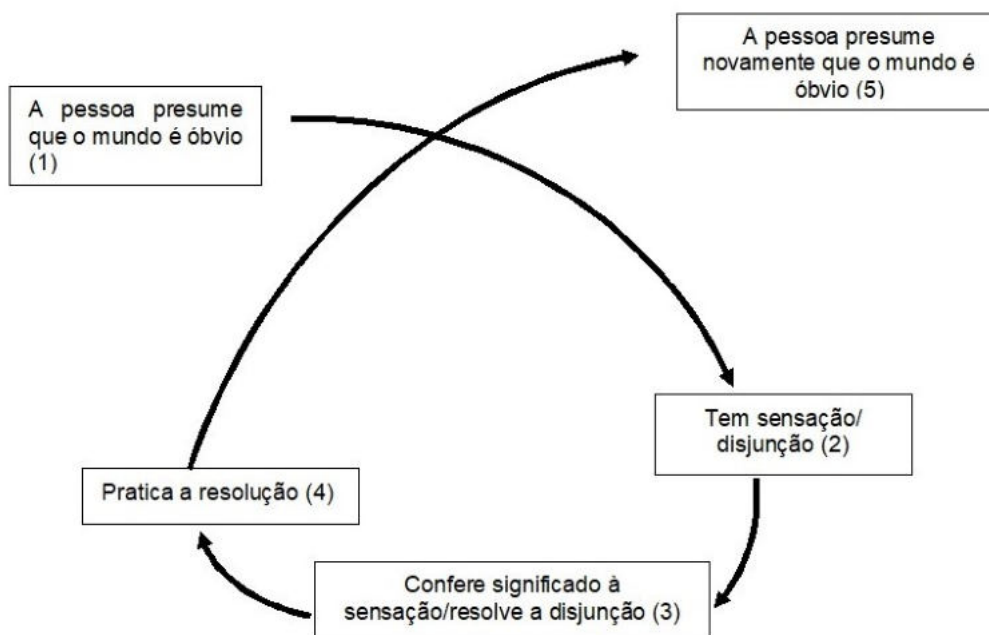 A pessoa presume
que o mundo é óbvio
(1)
Tem sensação/
disjunção (2)
Confere significado à
sensação/resolve a disjunção (3)
Pratica a resolução (4)
A pessoa presume
novamente que o mundo é
óbvio (5)